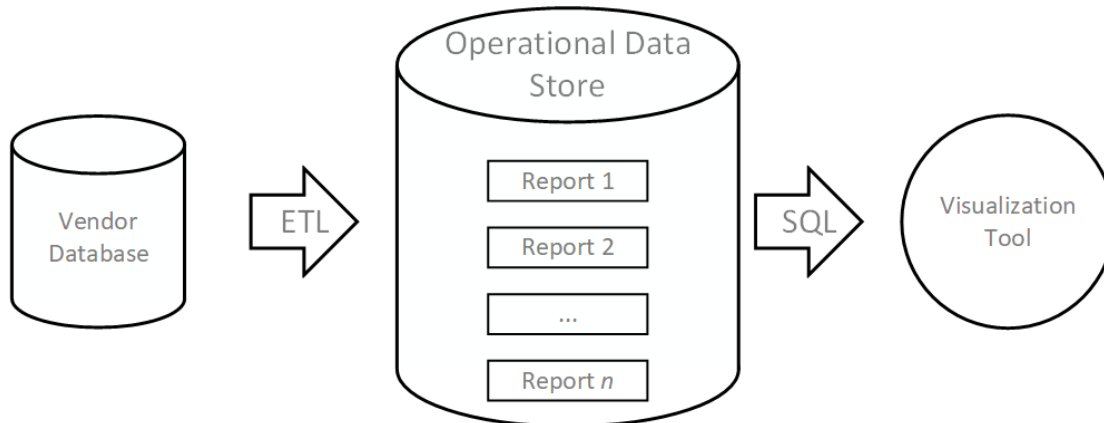 Operational Data
Store
Vendor
Database
ETL
Report 1
Report 2
...
Report n
SQL
Visualization
Tool